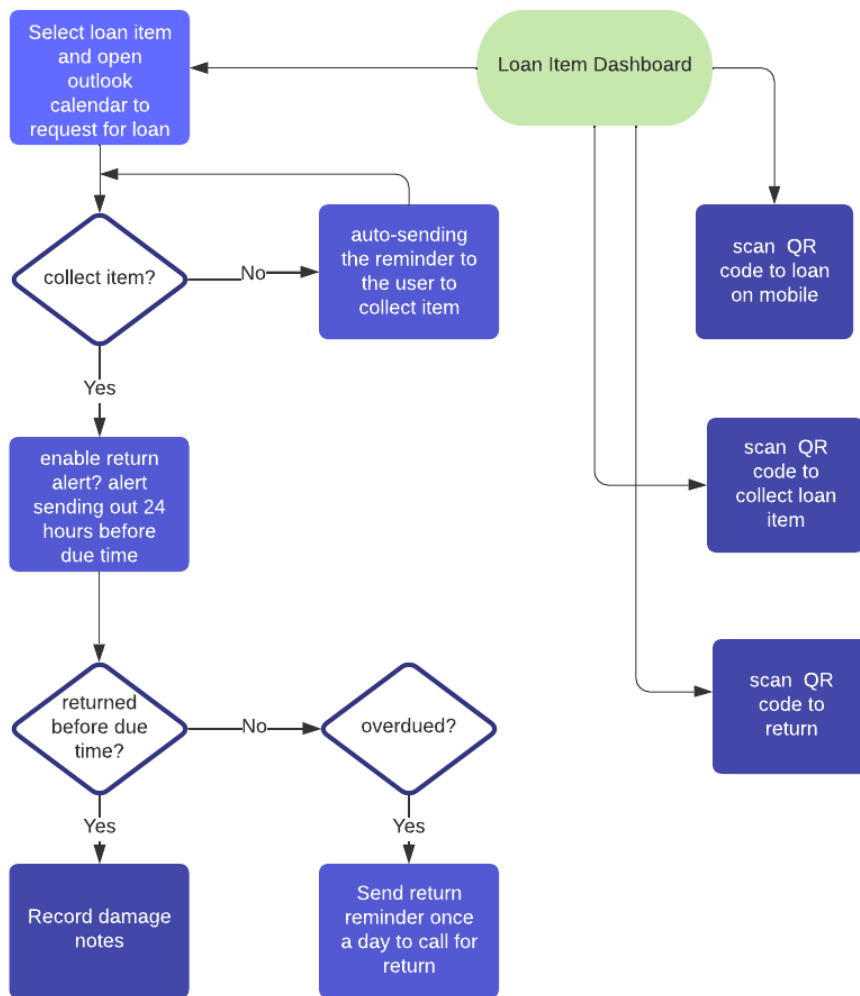 Select loan item
and open
outlook
calendar to
request for loan
Loan Item Dashboard
collect item?
No
auto-sending
the reminder to
the user to
collect item
scan QR
code to loan
on mobile
Yes
enable return
alert? alert
sending out 24
hours before
due time
scan QR
code to
collect loan
item
returned
before due
time?
No
overdued?
scan QR
code to
return
Yes
Yes
Record damage
notes
Send return
reminder once
a day to call for
return